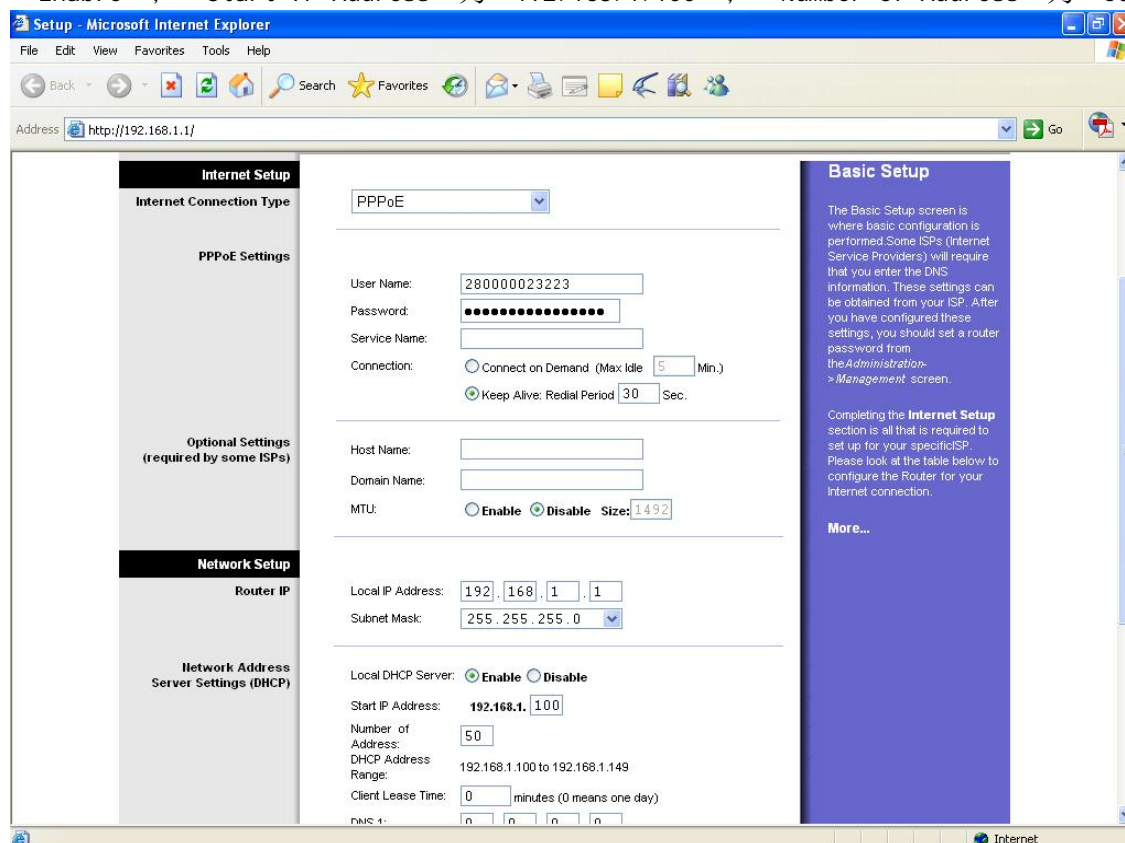 Setup - Microsoft Internet Explorer
File Edit View Favorites Tools Help
Back Search Favorites
Address http://192.168.1.1/ Go
Internet Setup
Internet Connection Type PPPoE
PPPoE Settings
User Name: 280000023223
Password: ●●●●●●●●●●●●●●●●
Service Name:
Connection: Connect on Demand (Max Idle 5 Min.)
Keep Alive: Redial Period 30 Sec.
Optional Settings
(required by some ISPs)
Host Name:
Domain Name:
MTU: Enable Disable Size: 1492
Network Setup
Router IP
Local IP Address: 192 . 168 . 1 . 1
Subnet Mask: 255.255.255.0
Network Address
Server Settings (DHCP)
Local DHCP Server: Enable Disable
Start IP Address: 192.168.1. 100
Number of
Address: 50
DHCP Address
Range: 192.168.1.100 to 192.168.1.149
Client Lease Time: 0 minutes (0 means one day)
DNS 1: 0 . 0 . 0 . 0
Basic Setup
The Basic Setup screen is
where basic configuration is
performed.Some ISPs (Internet
Service Providers) will require
that you enter the DNS
information. These settings can
be obtained from your ISP. After
you have configured these
settings, you should set a router
password from
theAdministration-
>Management screen.
Completing the Internet Setup
section is all that is required to
set up for your specificISP.
Please look at the table below to
configure the Router for your
Internet connection.
More...
Internet